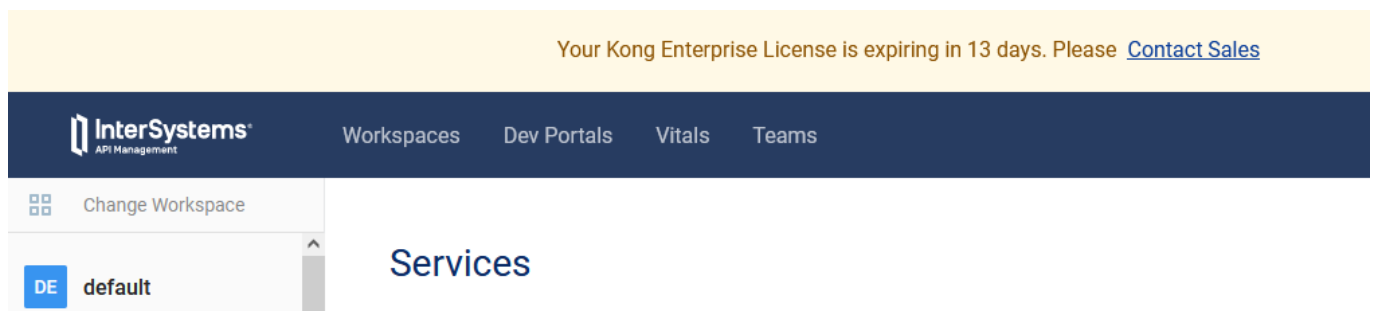 Your Kong Enterprise License is expiring in 13 days. Please Contact Sales
InterSystems®
API Management
Workspaces Dev Portals Vitals Teams
Change Workspace
Services
DE default